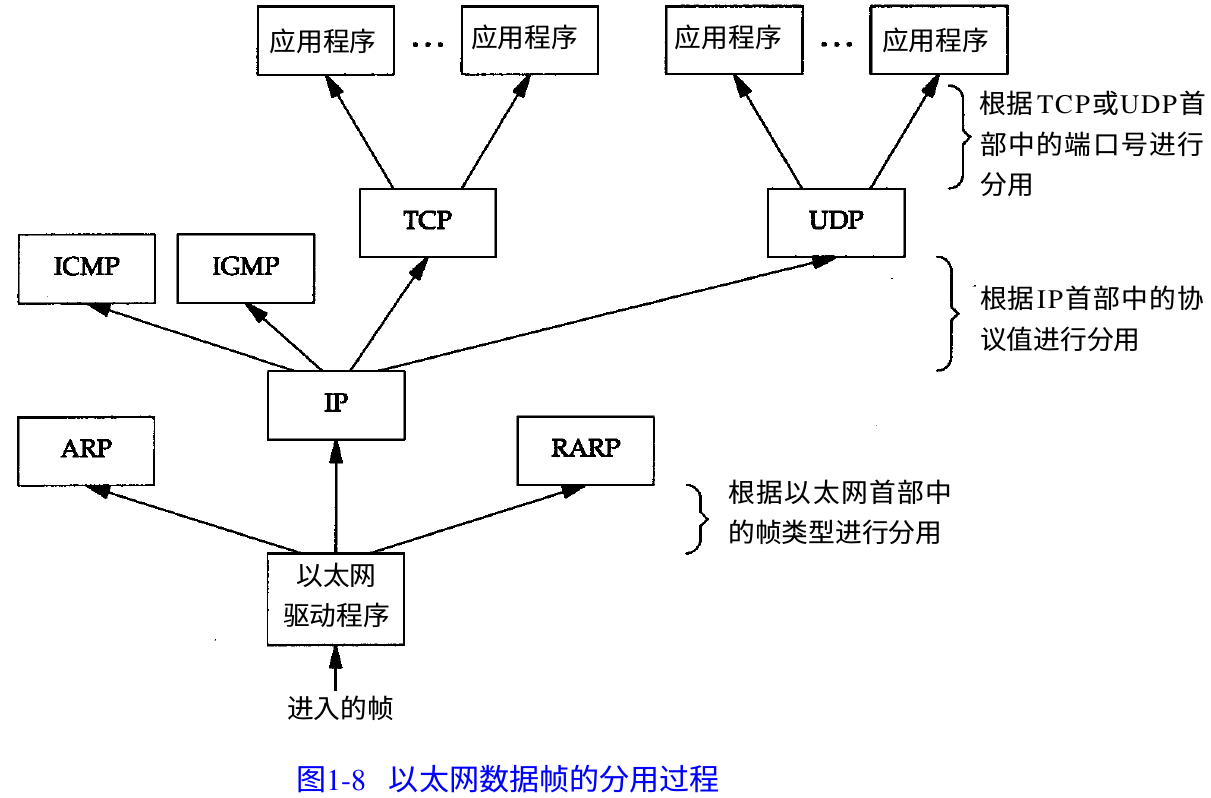 应用程序 … 应用程序 应用程序 … 应用程序
根据TCP或UDP首
部中的端口号进行
分用
TCP UDP
ICMP IGMP
根据IP首部中的协
议值进行分用
IP
ARP RARP
根据以太网首部中
的帧类型进行分用
以太网
驱动程序
进入的帧
图1-8 以太网数据帧的分用过程